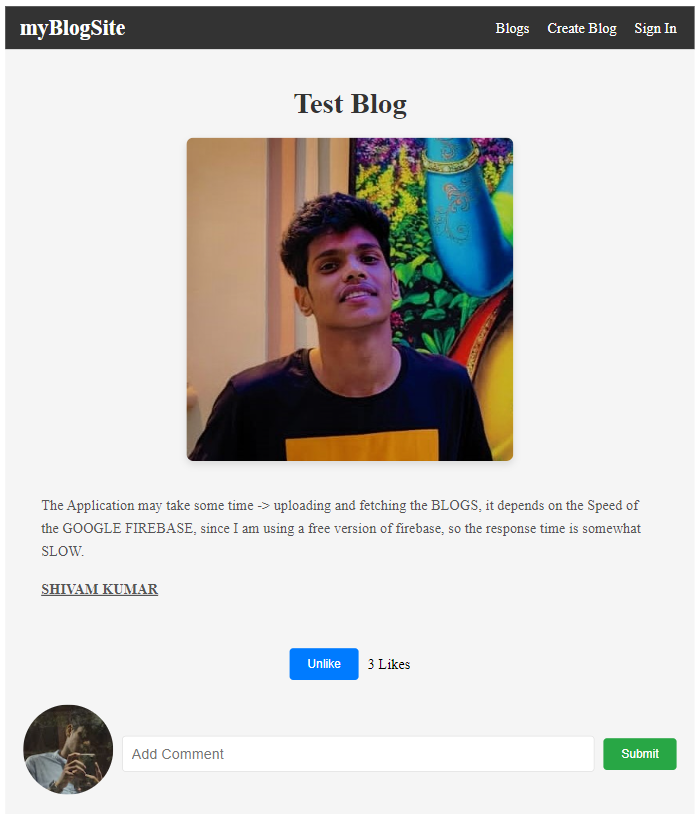 myBlogSite
Blogs Create Blog Sign In
Test Blog
The Application may take some time -> uploading and fetching the BLOGS, it depends on the Speed of
the GOOGLE FIREBASE, since I am using a free version of firebase, so the response time is somewhat
SLOW.
SHIVAM KUMAR
Unlike 3 Likes
Add Comment Submit